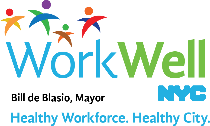 WorkWell
Bill de Blasio, Mayor
NYC
Healthy Workforce. Healthy City.